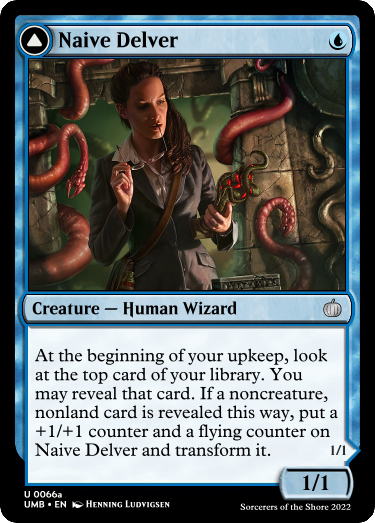 Naive Delver
Creature — Human Wizard
At the beginning of your upkeep, look
at the top card of your library. You
may reveal that card. If a noncreature,
nonland card is revealed this way, put a
+1/+1 counter and a flying counter on
Naive Delver and transform it.
1/1
1/1
U 0066a
UMB • EN Henning Ludvigsen
Sorcerers of the Shore 2022